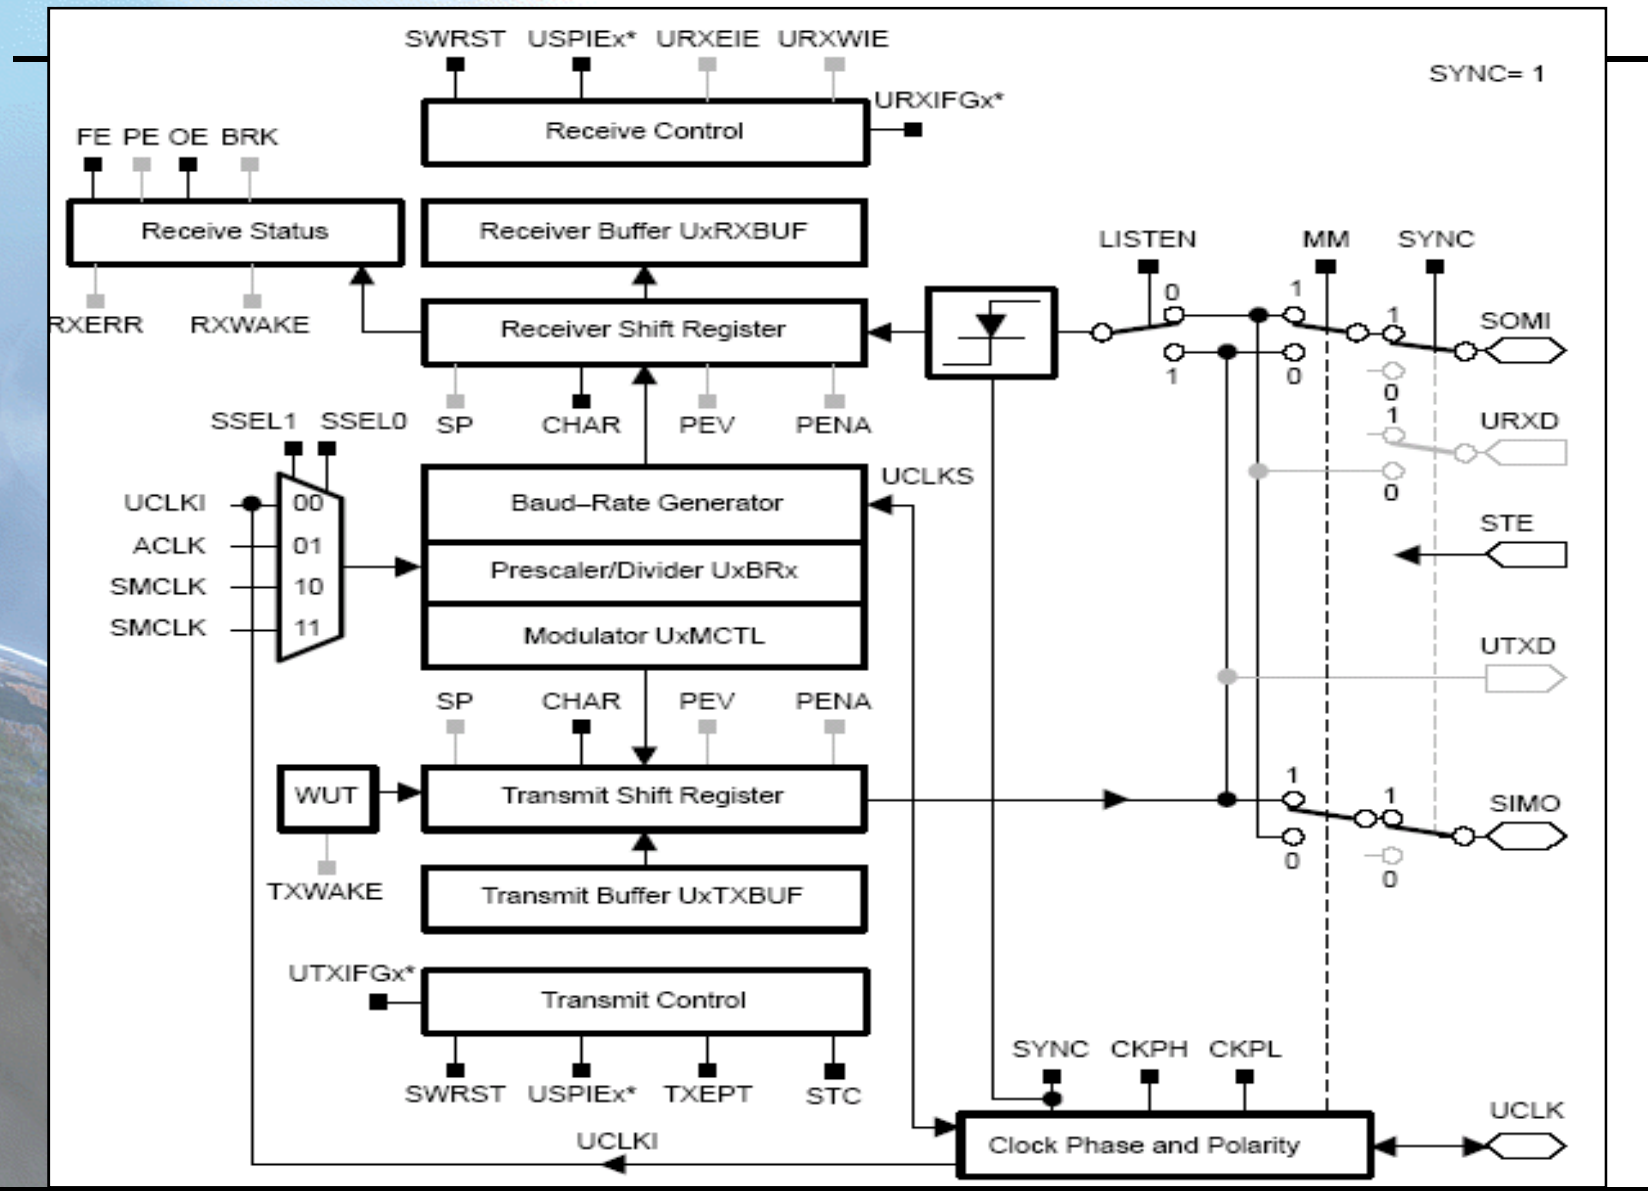 SWRST USPIEx* URXEIE URXWIE
SYNC= 1
URXIFGx*
Receive Control
FE PE OE BRK
Receive Status
Receiver Buffer UxRXBUF
LISTEN MM SYNC
0 1 1
SOMI
RXERR RXWAKE
Receiver Shift Register
1 0 0
SSEL1 SSEL0 SP CHAR PEV PENA
1 URXD
UCLKS
UCLKI 00
Baud–Rate Generator
0
STE
ACLK 01
SMCLK 10
Prescaler/Divider UxBRx
SMCLK 11
Modulator UxMCTL
UTXD
SP CHAR PEV PENA
WUT
Transmit Shift Register
1 1 SIMO
0 0
TXWAKE
Transmit Buffer UxTXBUF
UTXIFGx*
Transmit Control
SYNC CKPH CKPL
SWRST USPIEx* TXEPT STC
UCLK
UCLKI
Clock Phase and Polarity